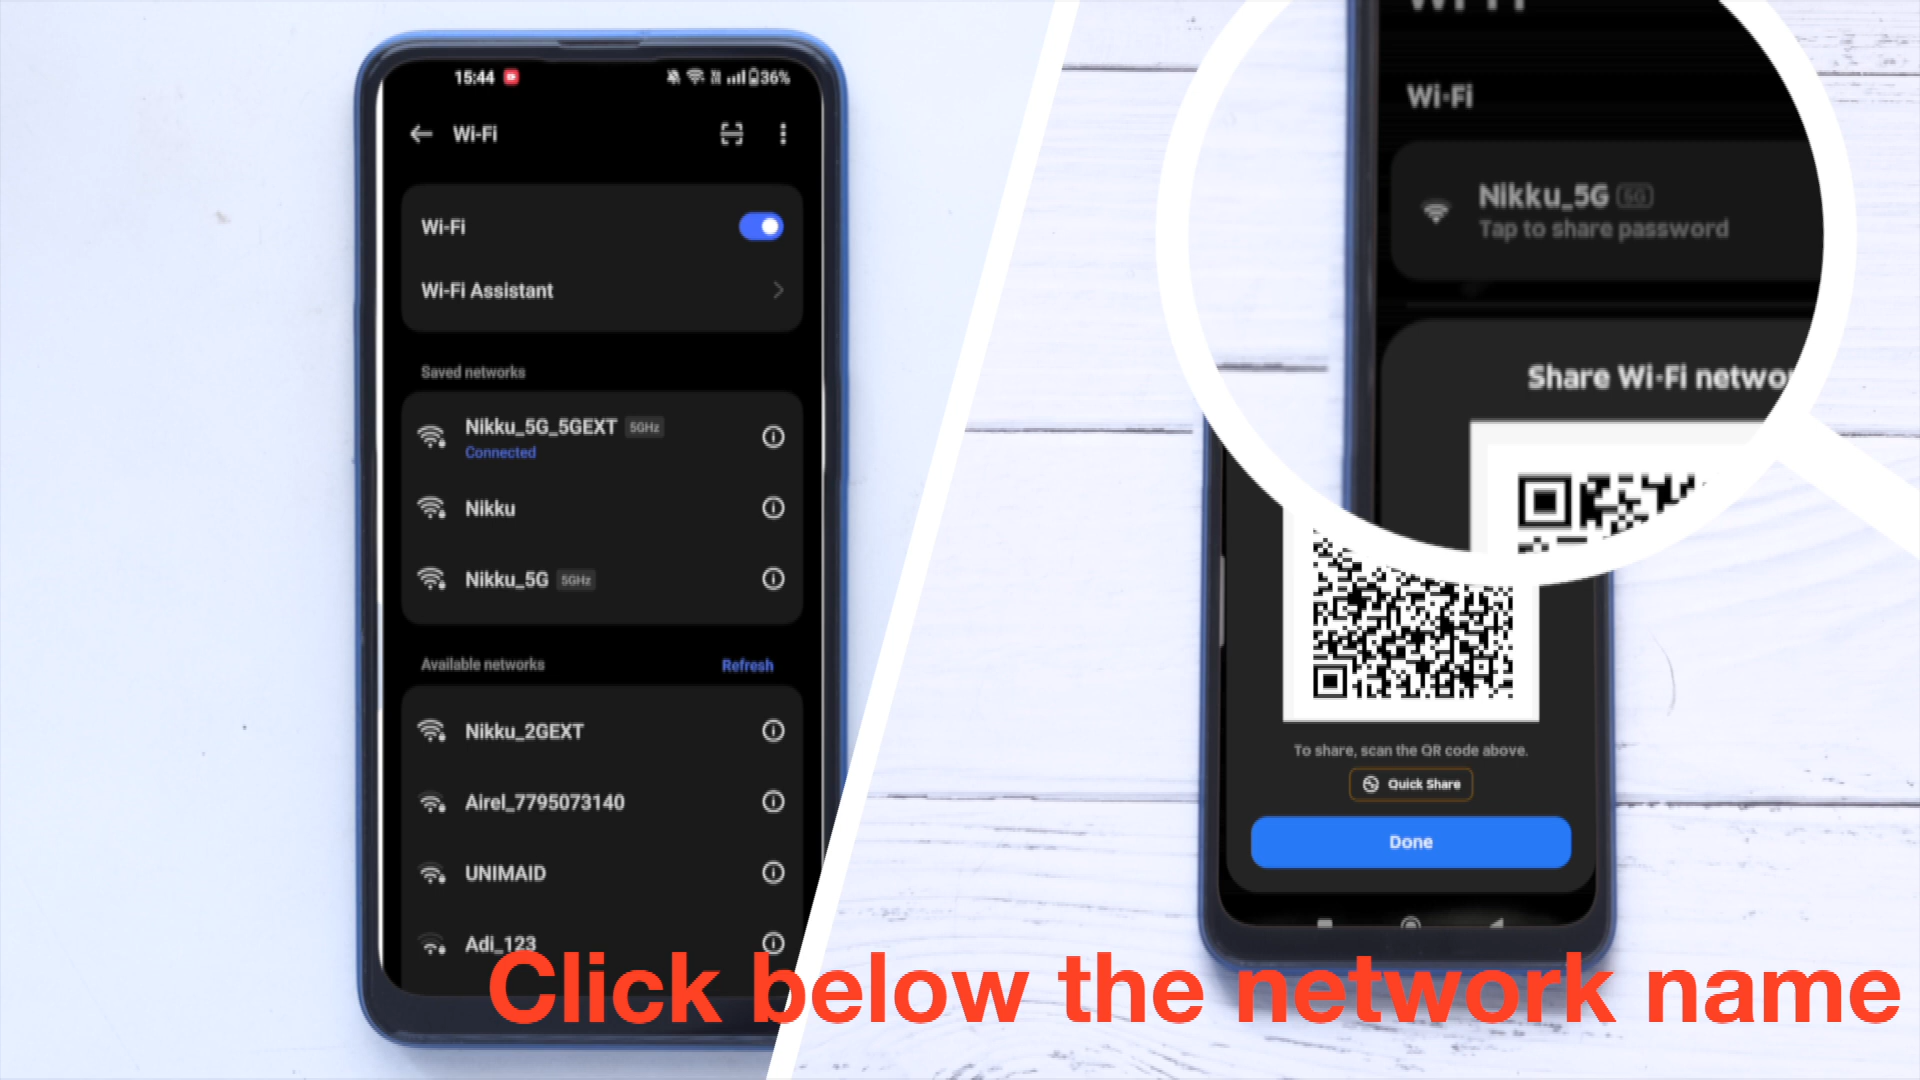 15:44
36%
Wi-Fi
Wi-Fi
Wi-Fi Assistant
Saved networks
Nikku_5G_5GEXT 5GHz
Connected
Nikku
Nikku_5G 5GHz
Available networks
Refresh
Nikku_2GEXT
Airel_7795073140
UNIMAID
Adi_123
Wi-Fi
Nikku_5G 5G
Tap to share password
Share Wi-Fi networ
To share, scan the QR code above.
Quick Share
Done
Click below the network name